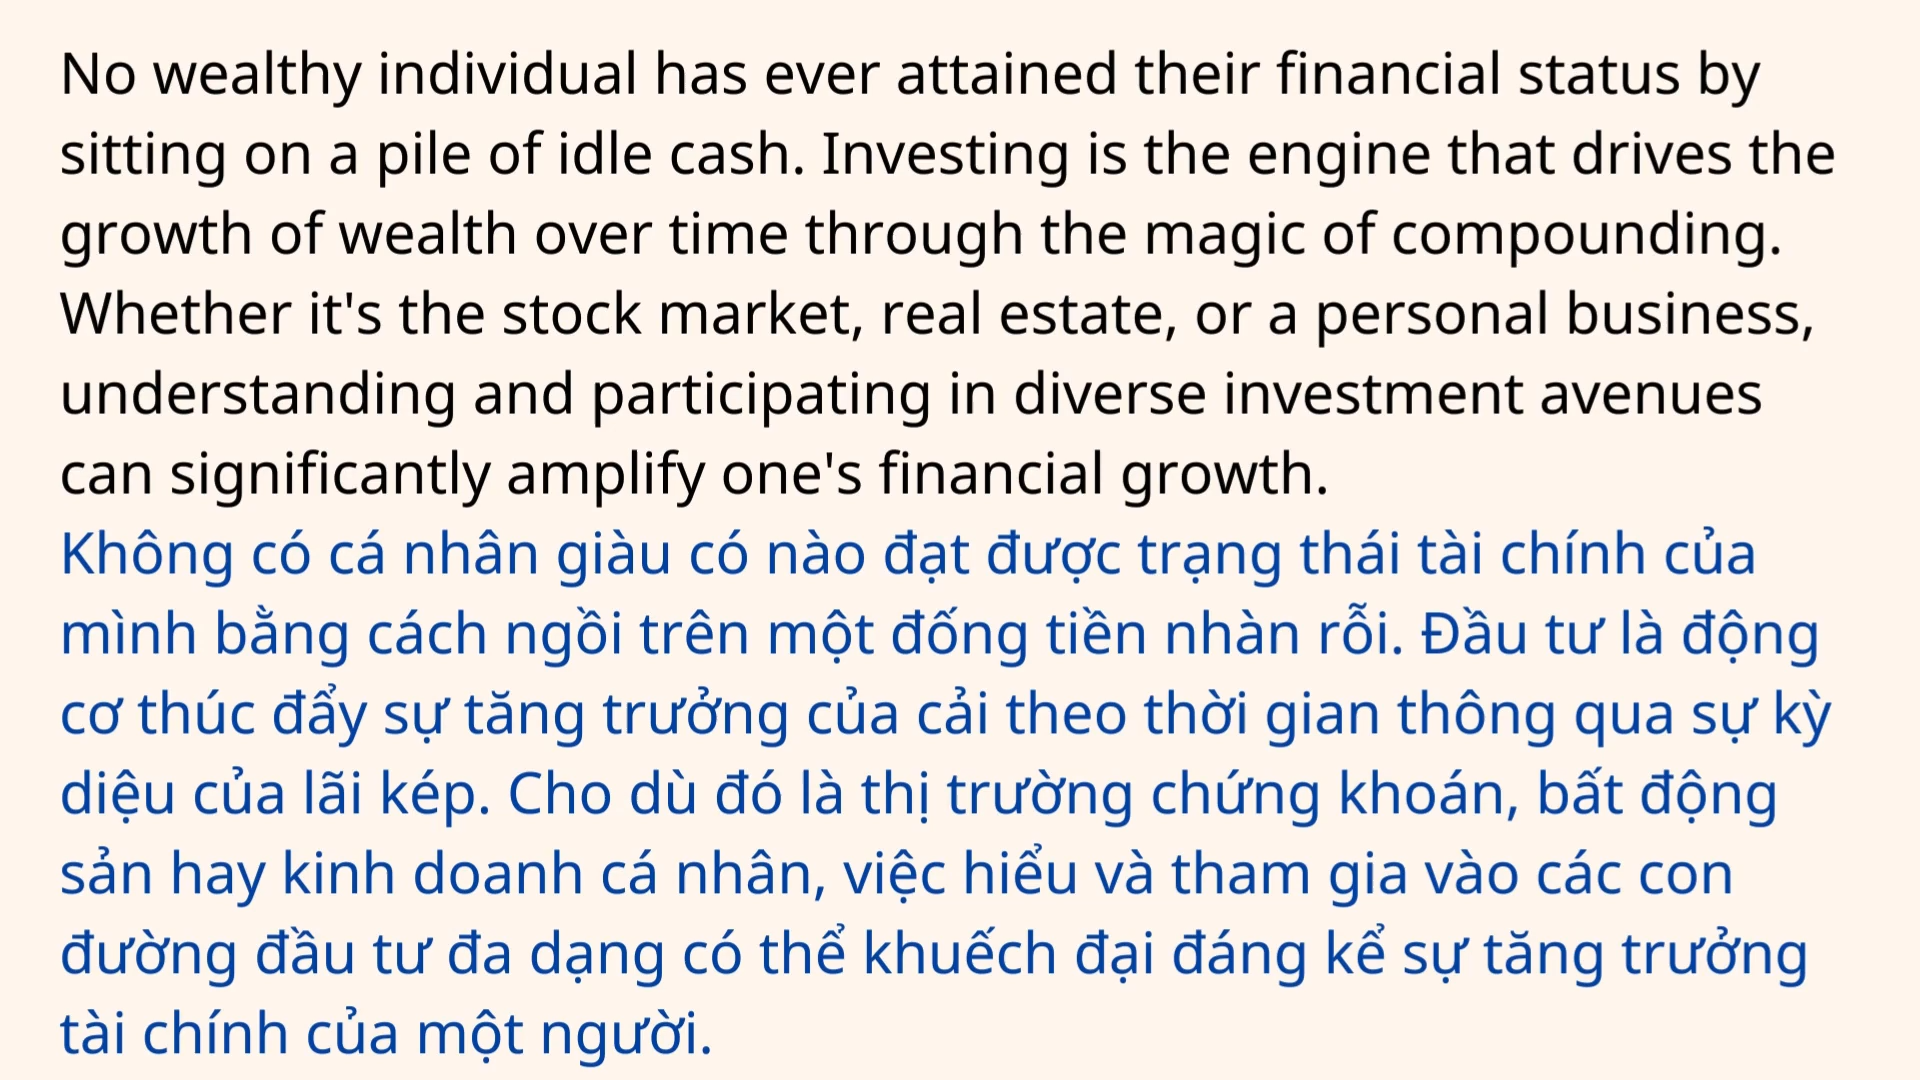 No wealthy individual has ever attained their financial status by
sitting on a pile of idle cash. Investing is the engine that drives the
growth of wealth over time through the magic of compounding.
Whether it's the stock market, real estate, or a personal business,
understanding and participating in diverse investment avenues
can significantly amplify one's financial growth.
Không có cá nhân giàu có nào đạt được trạng thái tài chính của
mình bằng cách ngồi trên một đống tiền nhàn rỗi. Đầu tư là động
cơ thúc đẩy sự tăng trưởng của cải theo thời gian thông qua sự kỳ
diệu của lãi kép. Cho dù đó là thị trường chứng khoán, bất động
sản hay kinh doanh cá nhân, việc hiểu và tham gia vào các con
đường đầu tư đa dạng có thể khuếch đại đáng kể sự tăng trưởng
tài chính của một người.